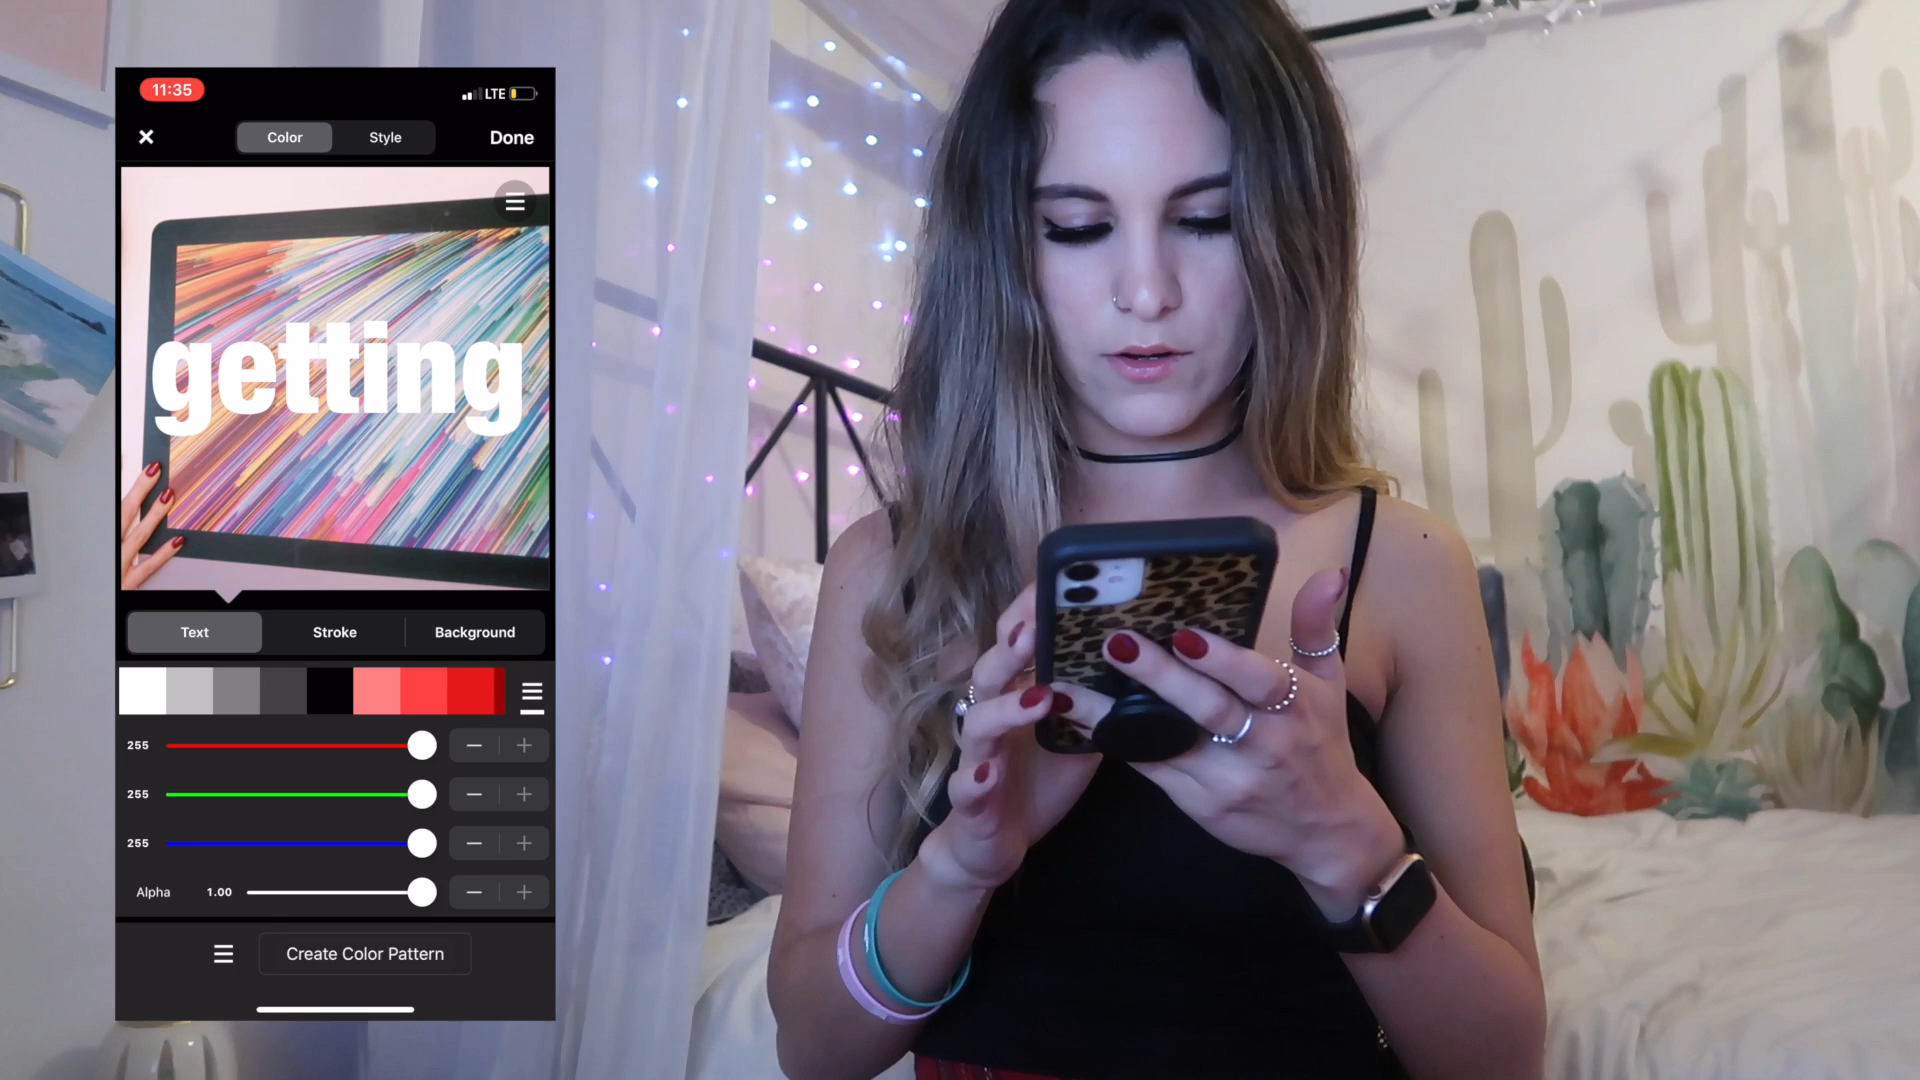 11:35
LTE
Color Style Done
getting
Text Stroke Background
255
255
255
Alpha 1.00
Create Color Pattern